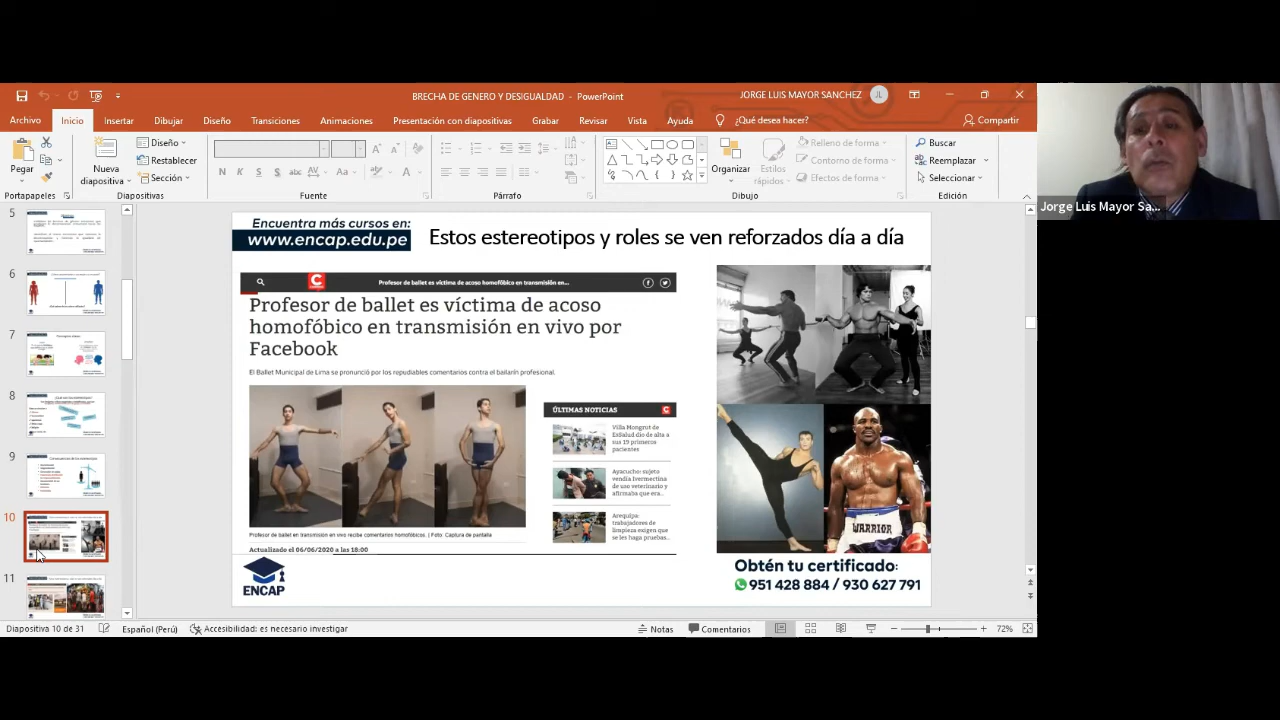 BRECHA DE GENERO Y DESIGUALDAD - PowerPoint
JORGE LUIS MAYOR SANCHEZ
JL
Archivo
Inicio
Insertar
Dibujar
Diseño
Transiciones
Animaciones
Presentación con diapositivas
Grabar
Revisar
Vista
Ayuda
¿Qué desea hacer?
Compartir
Pegar
Nueva
diapositiva
Diseño
Restablecer
Sección
N
K
S
Aa
A
Organizar
Estilos
rápidos
Relleno de forma
Contorno de forma
Efectos de forma
Buscar
Reemplazar
Seleccionar
Portapapeles
Diapositivas
Fuente
Párrafo
Dibujo
Edición
Jorge Luis Mayor Sa...
5
6
7
8
9
10
11
Encuentra más cursos en:
www.encap.edu.pe
Estos estereotipos y roles se ven reforzados día a día
C
Profesor de ballet es víctima de acoso homofóbico en transmisión en...
Profesor de ballet es víctima de acoso
homofóbico en transmisión en vivo por
Facebook
El Ballet Municipal de Lima se pronunció por los repudiables comentarios contra el bailarín profesional.
ÚLTIMAS NOTICIAS
C
Villa Mongrut de
EsSalud dio de alta a
sus 15 primeros
pacientes
Ayacucho: sujeto
vendía Ivermectina
de uso veterinario y
afirmaba que era...
Arequipa:
trabajadores de
limpieza exigen que
se les haga pruebas...
Profesor de ballet en transmisión en vivo recibe comentarios homofóbicos. | Foto: Captura de pantalla
Actualizado el 06/06/2020 a las 18:00
WARRIOR
ENCAP
Obtén tu certificado:
951 428 884 / 930 627 791
Diapositiva 10 de 31
Español (Perú)
Accesibilidad: es necesario investigar
Notas
Comentarios
72%